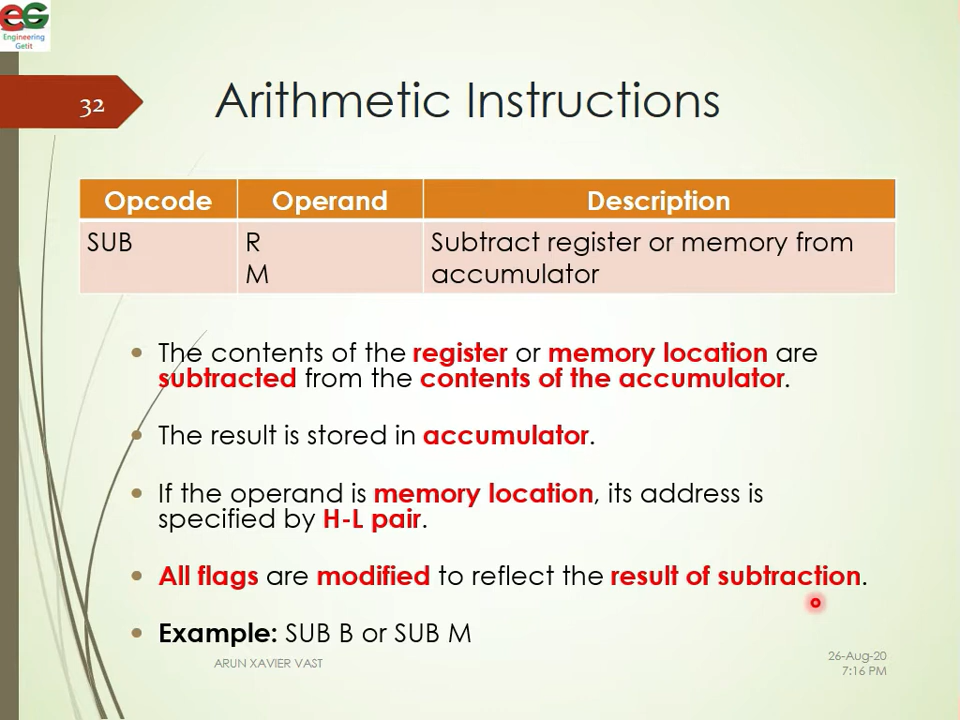 EG
Engineering
Getit
32
Arithmetic Instructions
Opcode Operand Description
SUB R Subtract register or memory from
M accumulator
The contents of the register or memory location are
subtracted from the contents of the accumulator.
The result is stored in accumulator.
If the operand is memory location, its address is
specified by H-L pair.
All flags are modified to reflect the result of subtraction.
Example: SUB B or SUB M
ARUN XAVIER VAST
26-Aug-20
7:16 PM